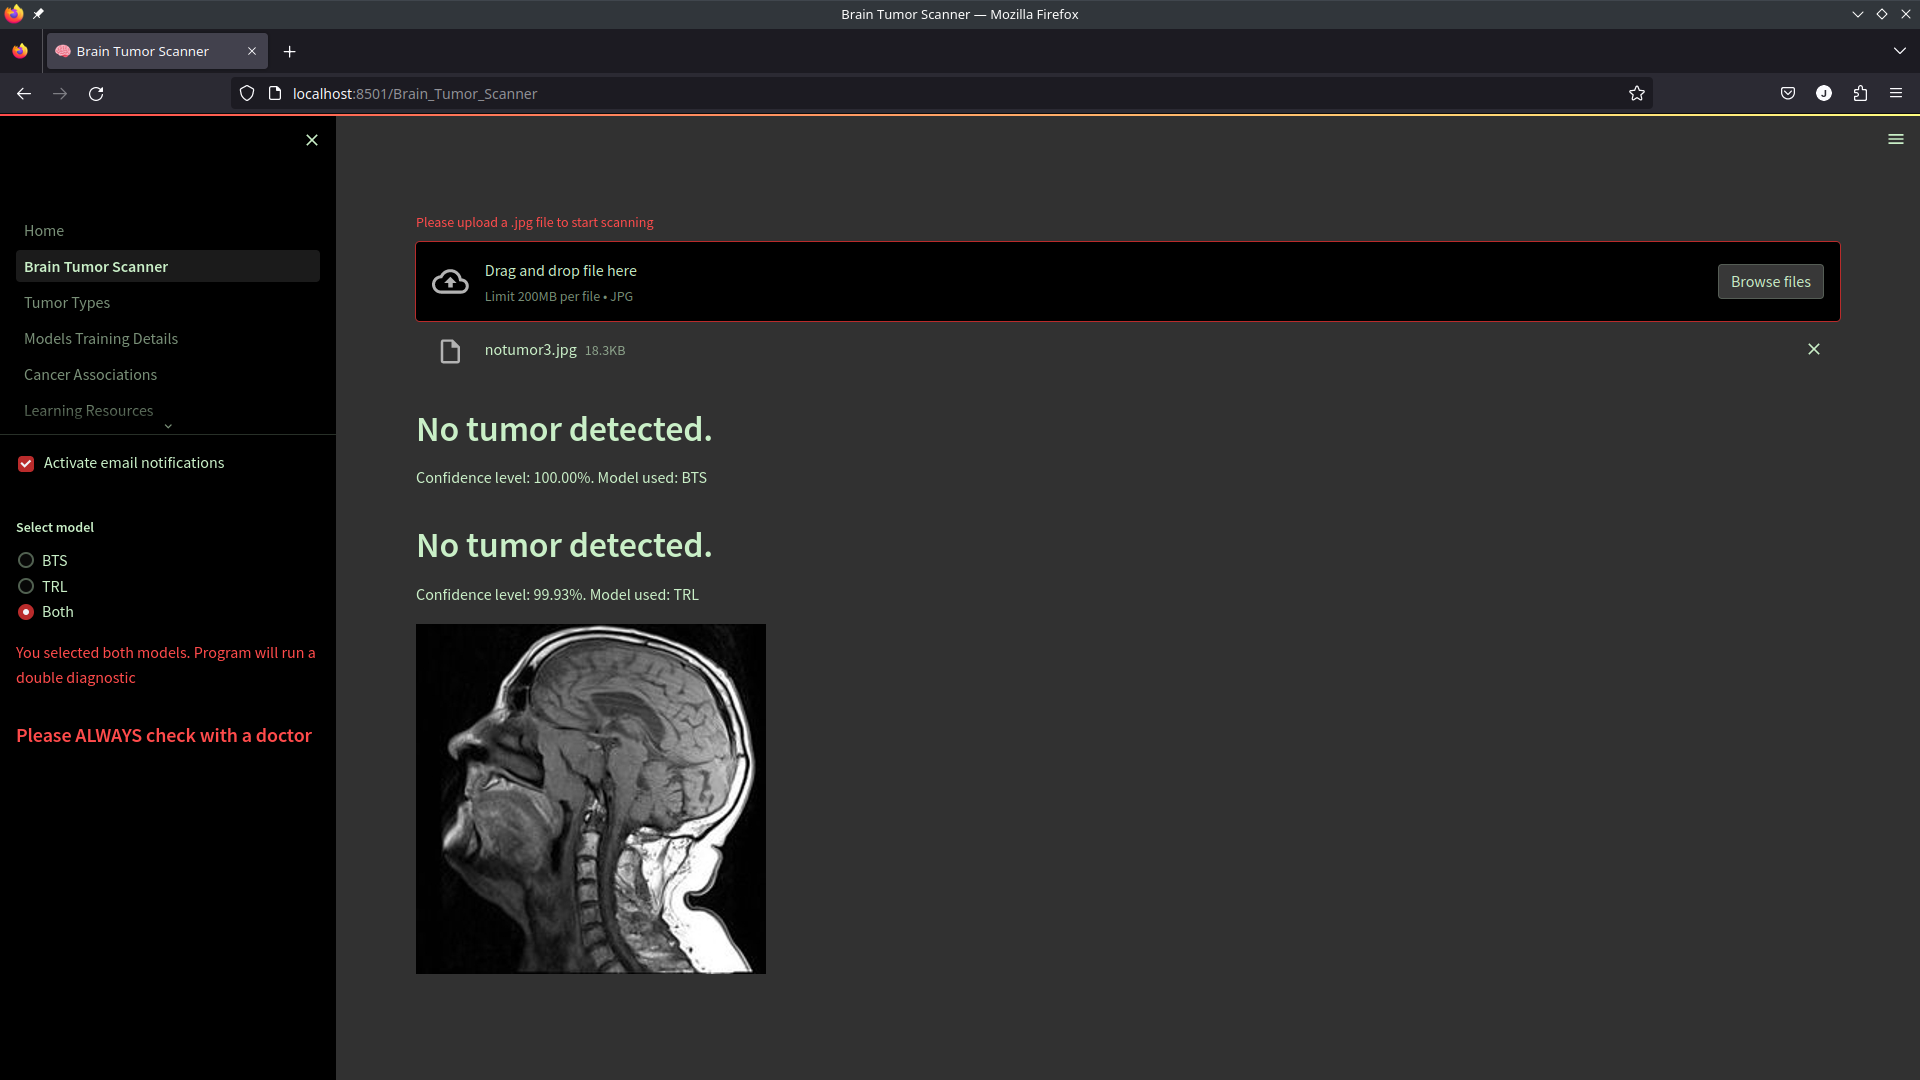 Brain Tumor Scanner — Mozilla Firefox
Brain Tumor Scanner
localhost:8501/Brain_Tumor_Scanner
J
Home
Brain Tumor Scanner
Tumor Types
Models Training Details
Cancer Associations
Learning Resources
Activate email notifications
Select model
BTS
TRL
Both
You selected both models. Program will run a
double diagnostic
Please ALWAYS check with a doctor
Please upload a .jpg file to start scanning
Drag and drop file here
Limit 200MB per file • JPG
Browse files
notumor3.jpg 18.3KB
No tumor detected.
Confidence level: 100.00%. Model used: BTS
No tumor detected.
Confidence level: 99.93%. Model used: TRL